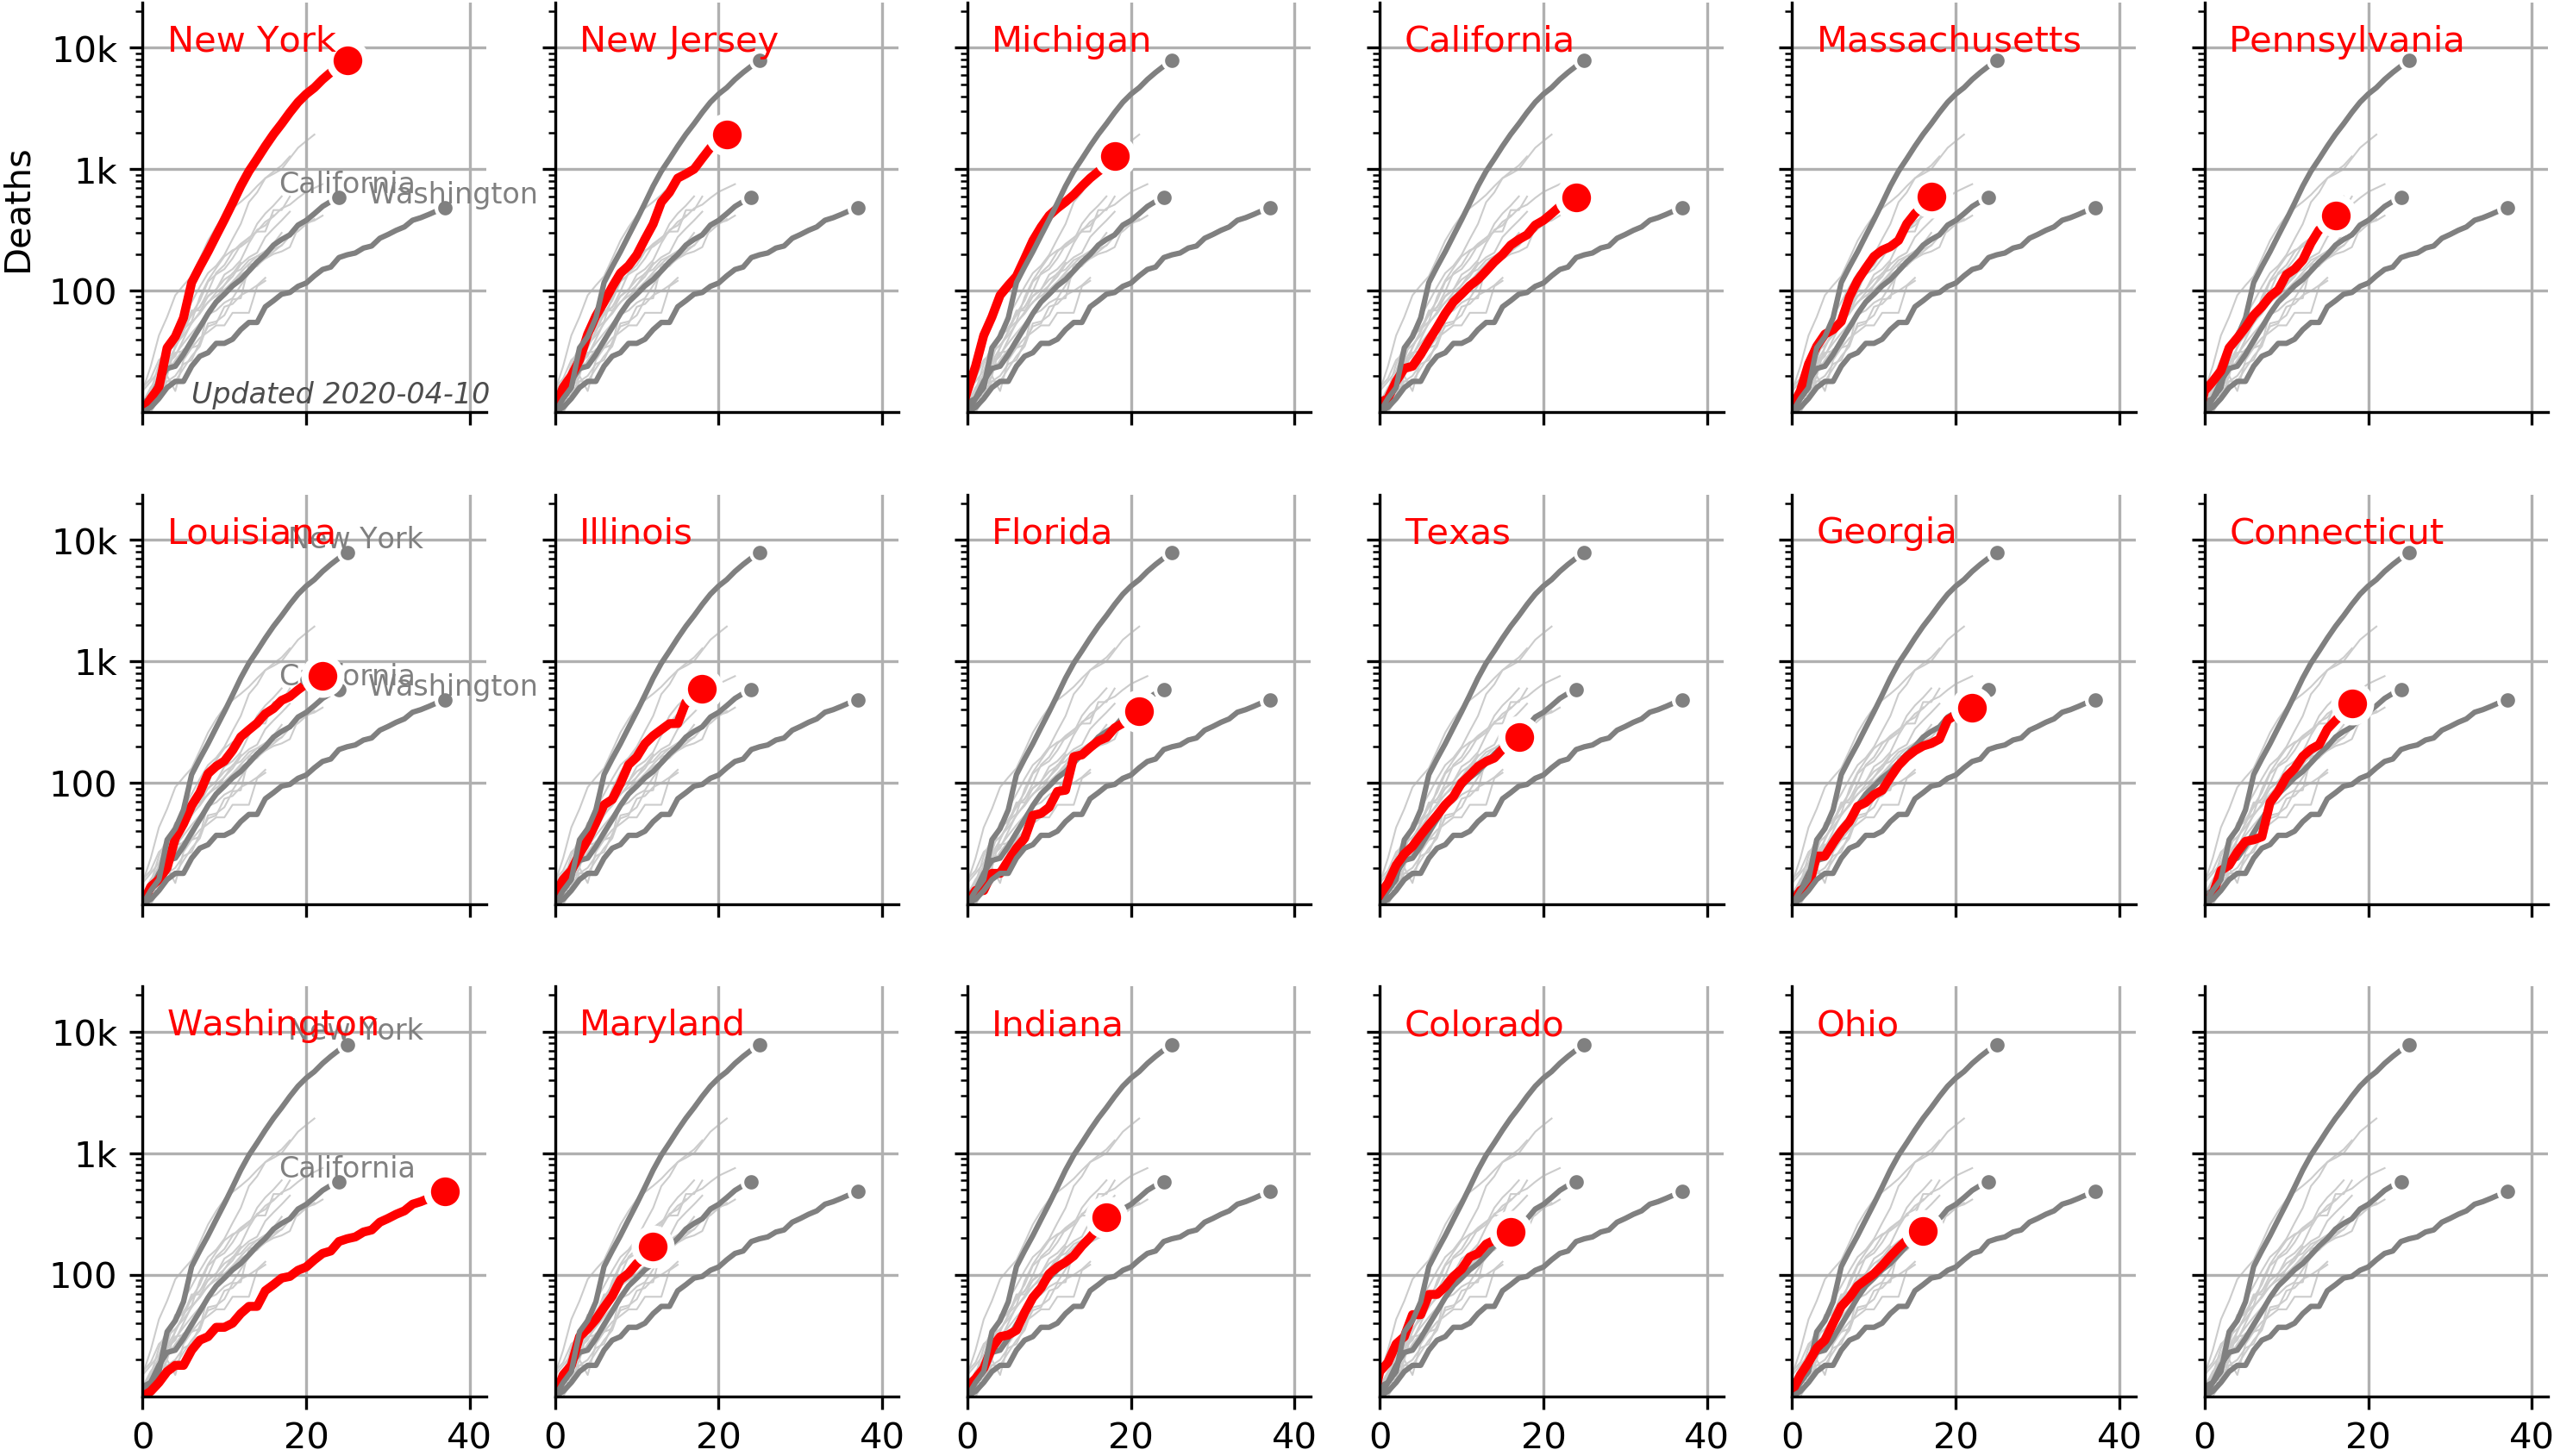 New York
New Jersey
Michigan
California
Massachusetts
Pennsylvania
10k
1k
100
Deaths
California
Washington
Updated 2020-04-10
Louisiana
New York
Illinois
Florida
Texas
Georgia
Connecticut
10k
1k
100
California
Washington
Washington
New York
Maryland
Indiana
Colorado
Ohio
10k
1k
100
California
0 20 40 0 20 40 0 20 40 0 20 40 0 20 40 0 20 40